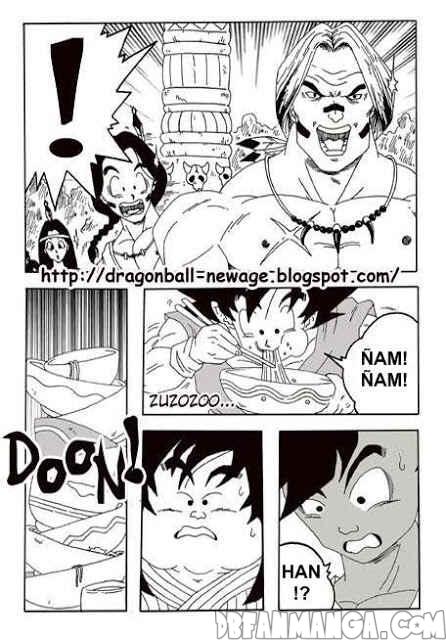 !
http://dragonball-newage.blogspot.com/
ÑAM!
ÑAM!
ZUZOZOO...
DOON!
HAN
!?
DBFANMANGA.COM